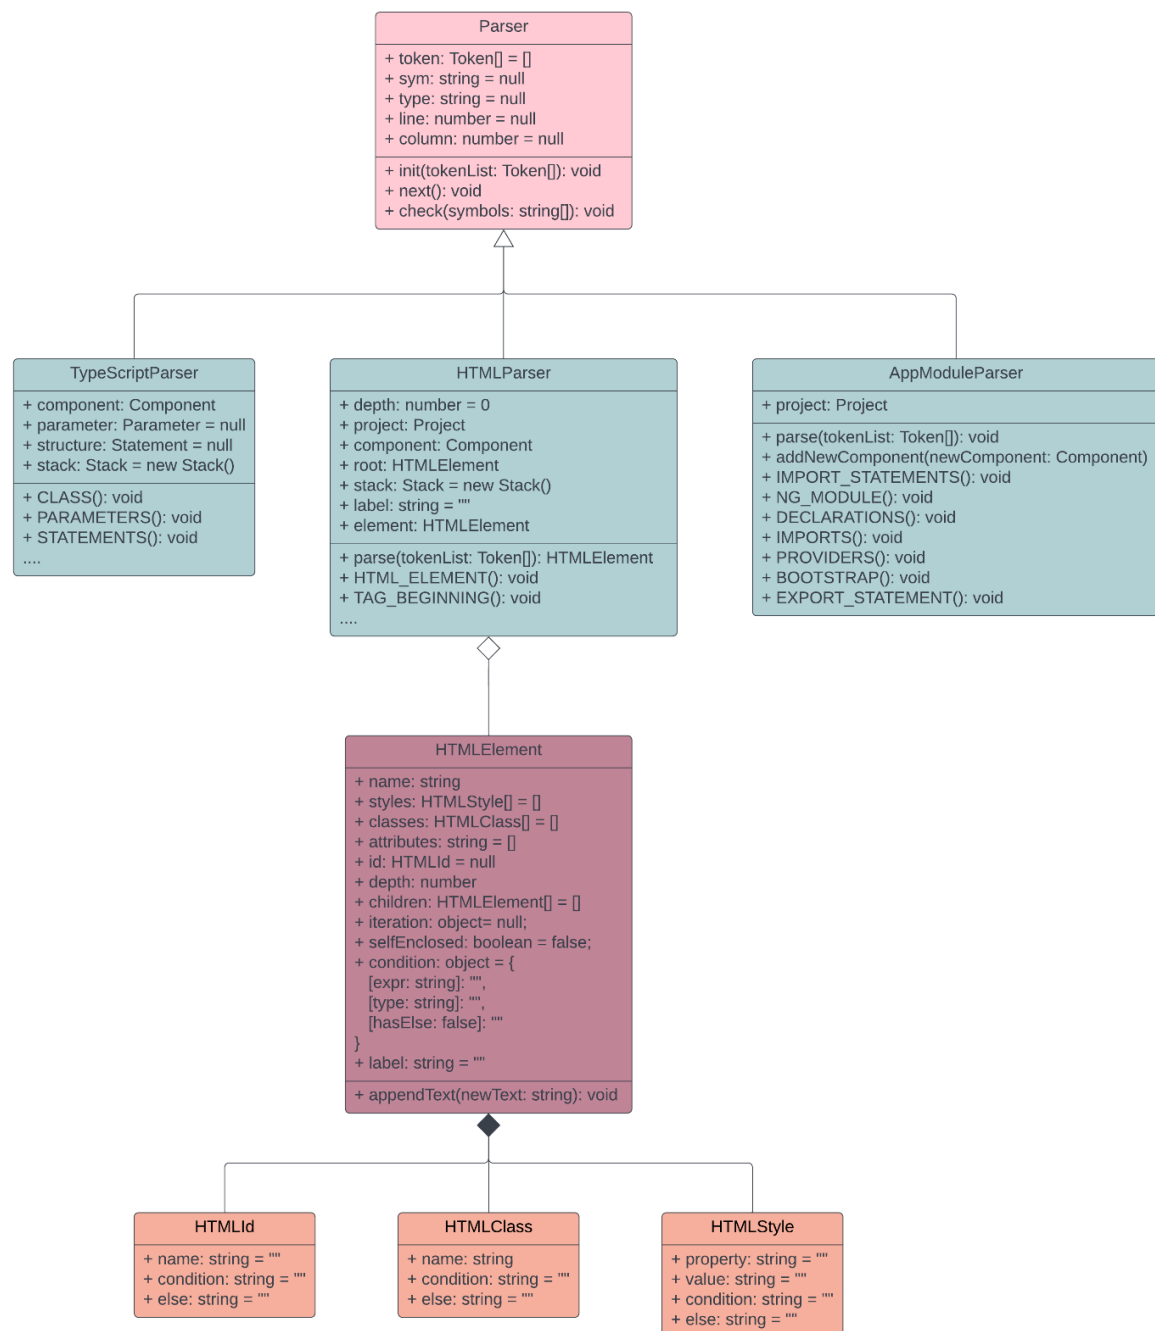 Parser
+ token: Token[] = []
+ sym: string = null
+ type: string = null
+ line: number = null
+ column: number = null
+ init(tokenList: Token[]): void
+ next(): void
+ check(symbols: string[]): void
TypeScriptParser
+ component: Component
+ parameter: Parameter = null
+ structure: Statement = null
+ stack: Stack = new Stack()
+ CLASS(): void
+ PARAMETERS(): void
+ STATEMENTS(): void
....
HTMLParser
+ depth: number = 0
+ project: Project
+ component: Component
+ root: HTMLElement
+ stack: Stack = new Stack()
+ label: string = ""
+ element: HTMLElement
+ parse(tokenList: Token[]): HTMLElement
+ HTML_ELEMENT(): void
+ TAG_BEGINNING(): void
....
AppModuleParser
+ project: Project
+ parse(tokenList: Token[]): void
+ addNewComponent(newComponent: Component)
+ IMPORT_STATEMENTS(): void
+ NG_MODULE(): void
+ DECLARATIONS(): void
+ IMPORTS(): void
+ PROVIDERS(): void
+ BOOTSTRAP(): void
+ EXPORT_STATEMENT(): void
HTMLElement
+ name: string
+ styles: HTMLStyle[] = []
+ classes: HTMLClass[] = []
+ attributes: string = []
+ id: HTMLId = null
+ depth: number
+ children: HTMLElement[] = []
+ iteration: object= null;
+ selfEnclosed: boolean = false;
+ condition: object = {
[expr: string]: "",
[type: string]: "",
[hasElse: false]: ""
}
+ label: string = ""
+ appendText(newText: string): void
HTMLId
+ name: string = ""
+ condition: string = ""
+ else: string = ""
HTMLClass
+ name: string
+ condition: string = ""
+ else: string = ""
HTMLStyle
+ property: string = ""
+ value: string = ""
+ condition: string = ""
+ else: string = ""